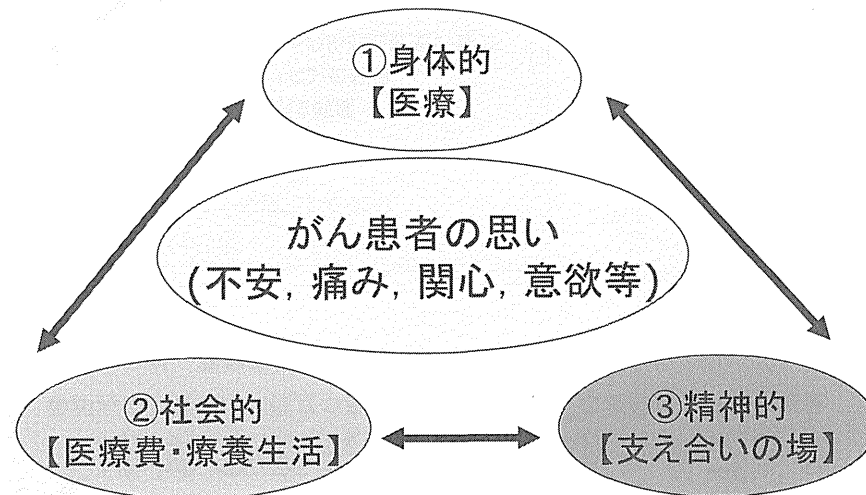 ①身体的
【医療】
がん患者の思い
(不安, 痛み, 関心, 意欲等)
②社会的
【医療費・療養生活】
③精神的
【支え合いの場】